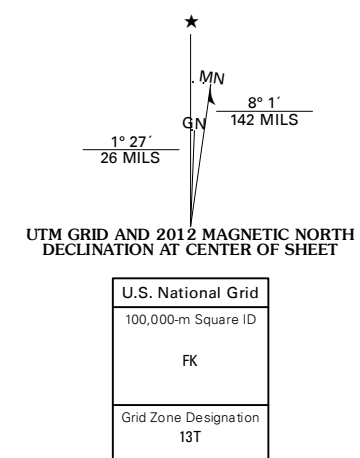 ★
MN
8° 1´
142 MILS
GN
1° 27´
26 MILS
UTM GRID AND 2012 MAGNETIC NORTH
DECLINATION AT CENTER OF SHEET
U.S. National Grid
100,000-m Square ID
FK
Grid Zone Designation
13T